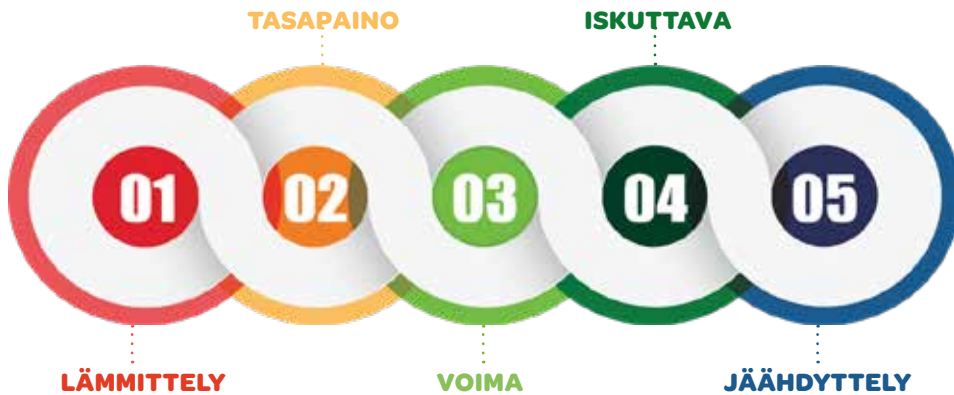 TASAPAINO
ISKUTTAVA
01
02
03
04
05
LÄMMITTELY
VOIMA
JÄÄHDYTTELY